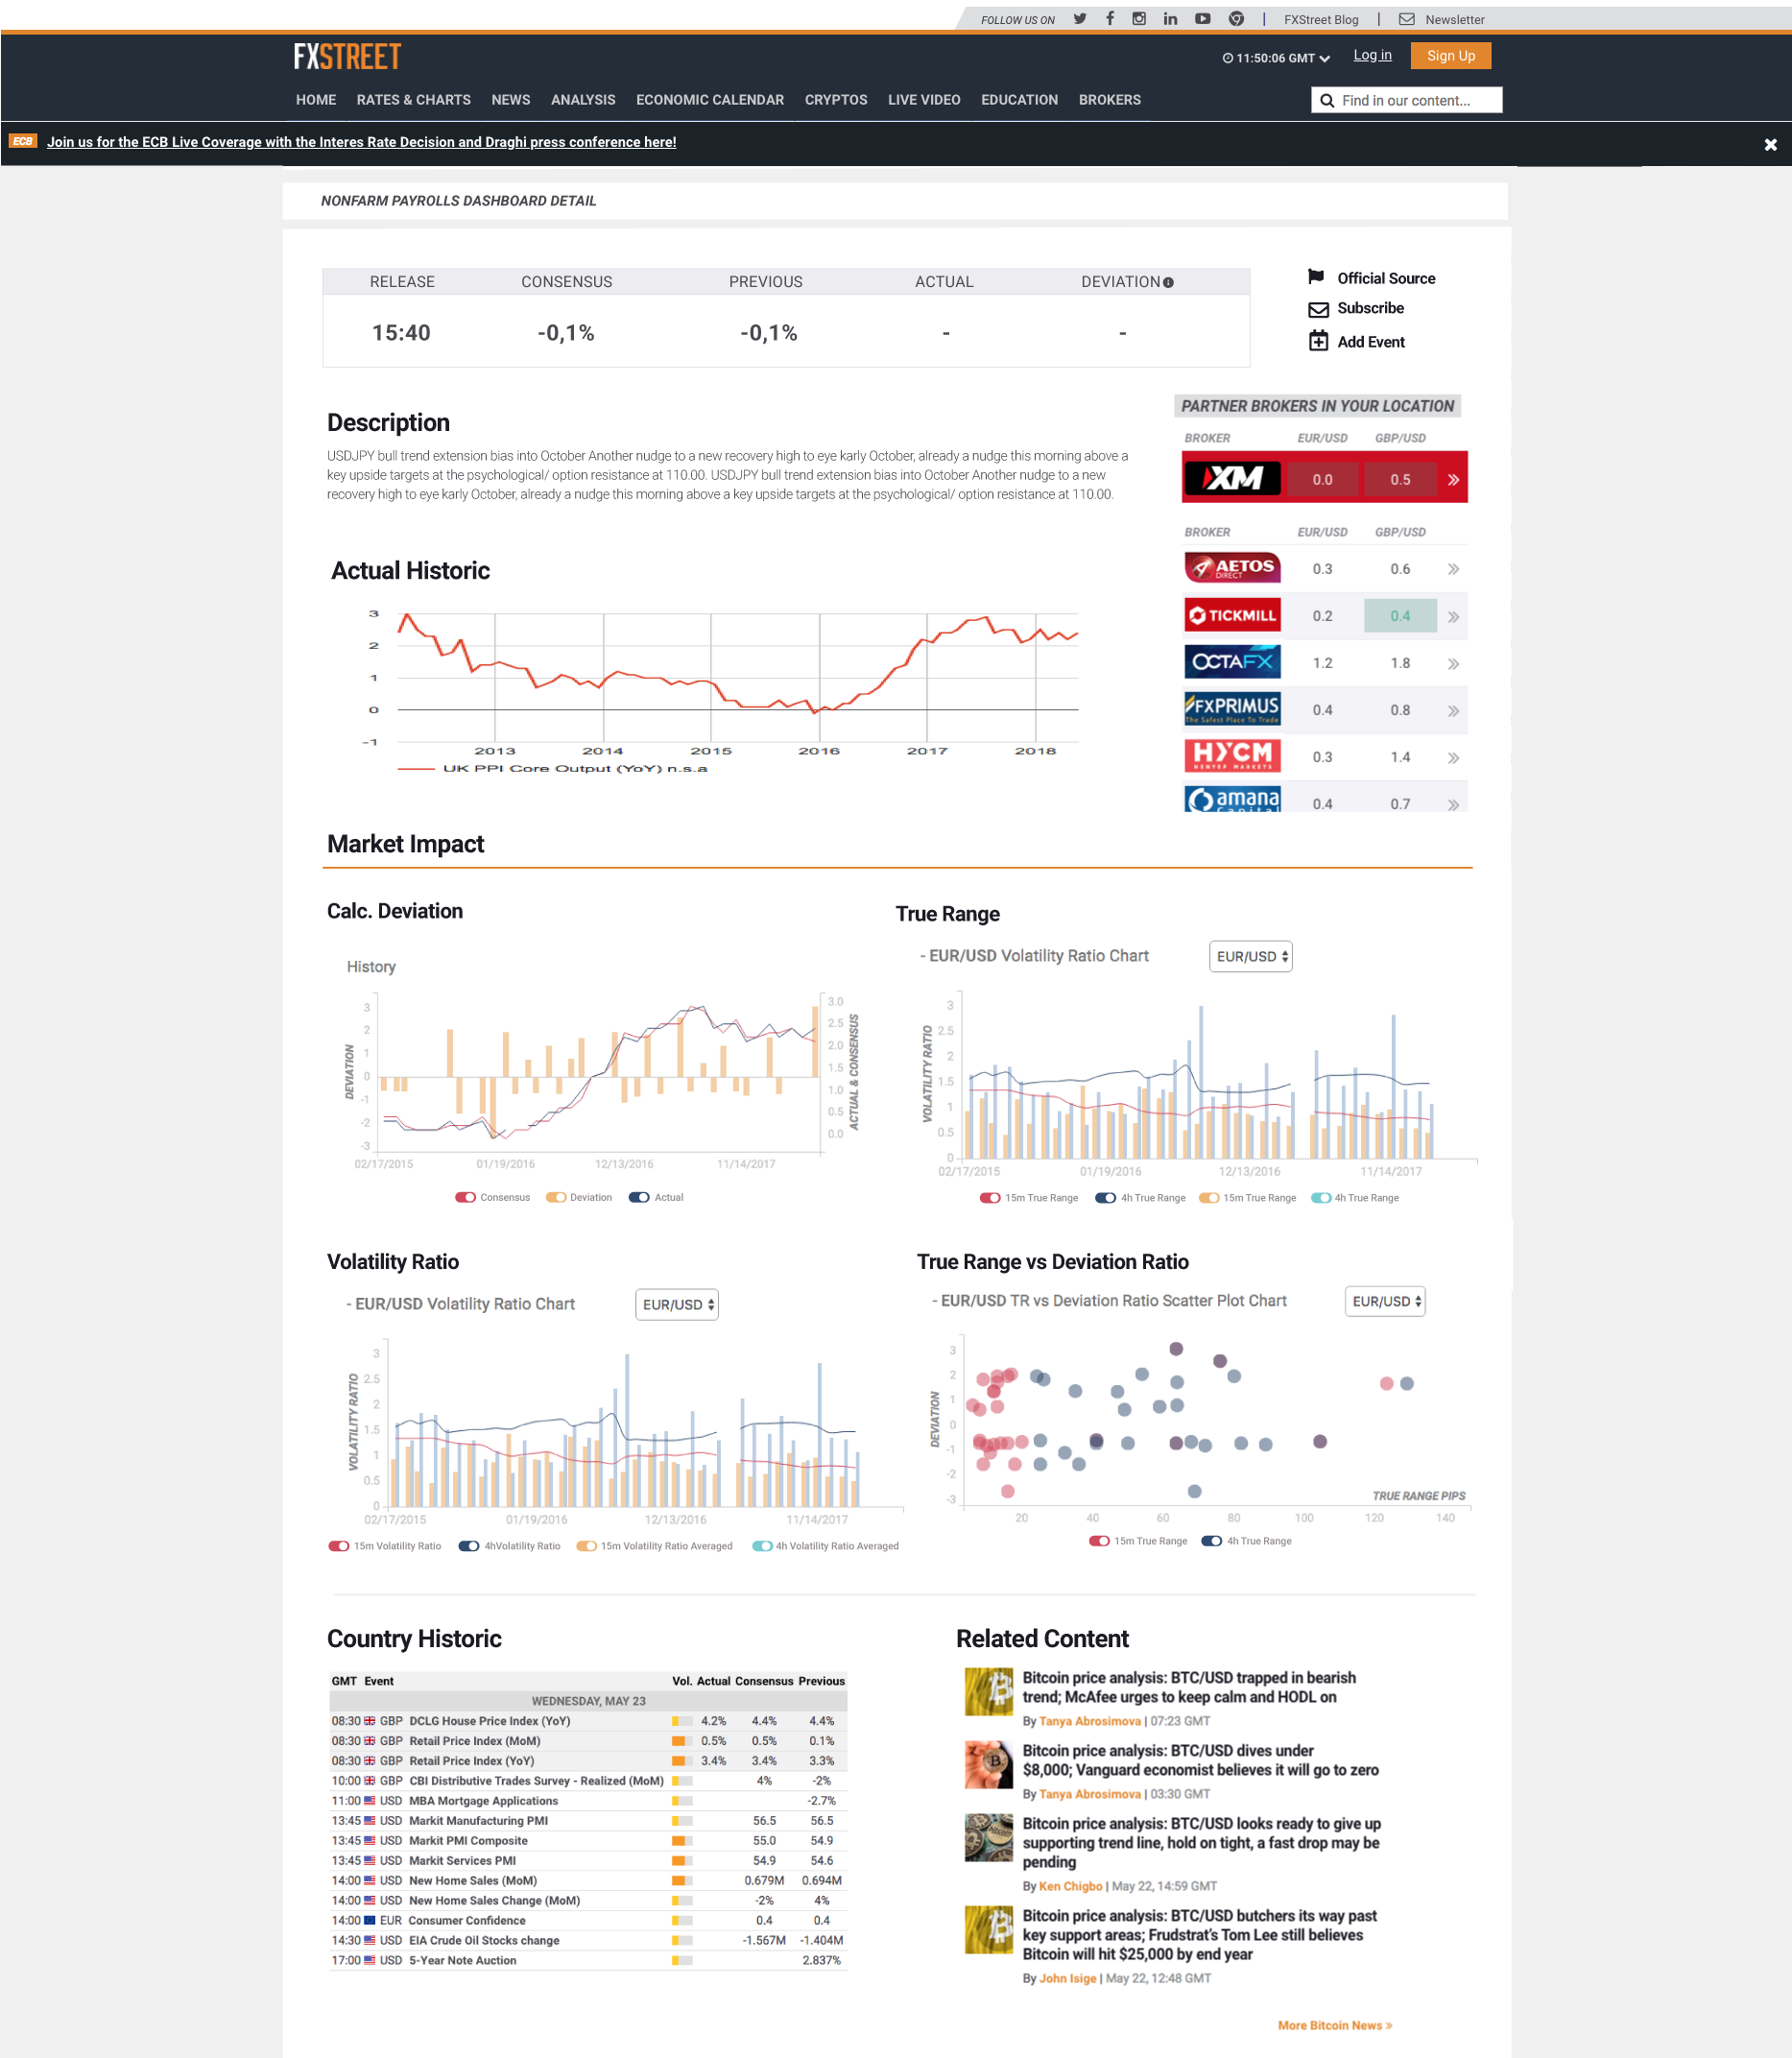 FOLLOW US ON | FXStreet Blog | Newsletter
FXSTREET
11:50:06 GMT Log in Sign Up
HOME RATES & CHARTS NEWS ANALYSIS ECONOMIC CALENDAR CRYPTOS LIVE VIDEO EDUCATION BROKERS
Find in our content...
ECB Join us for the ECB Live Coverage with the Interes Rate Decision and Draghi press conference here!
NONFARM PAYROLLS DASHBOARD DETAIL
RELEASE CONSENSUS PREVIOUS ACTUAL DEVIATION
15:40 -0,1% -0,1% - -
Official Source
Subscribe
Add Event
Description
USDJPY bull trend extension bias into October Another nudge to a new recovery high to eye karly October, already a nudge this morning above a
key upside targets at the psychological/ option resistance at 110.00. USDJPY bull trend extension bias into October Another nudge to a new
recovery high to eye karly October, already a nudge this morning above a key upside targets at the psychological/ option resistance at 110.00.
PARTNER BROKERS IN YOUR LOCATION
BROKER EUR/USD GBP/USD
XM 0.0 0.5
BROKER EUR/USD GBP/USD
AETOS DIRECT 0.3 0.6
TICKMILL 0.2 0.4
OCTAFX 1.2 1.8
FXPRIMUS The Safest Place To Trade 0.4 0.8
HYCM HENYEP MARKETS 0.3 1.4
amana capital 0.4 0.7
Actual Historic
3
2
1
0
-1
2013 2014 2015 2016 2017 2018
UK PPI Core Output (YoY) n.s.a
Market Impact
Calc. Deviation
History
DEVIATION
3
2
1
0
-1
-2
-3
3.0
2.5
2.0
1.5
1.0
0.5
0.0
ACTUAL & CONSENSUS
02/17/2015 01/19/2016 12/13/2016 11/14/2017
Consensus Deviation Actual
True Range
- EUR/USD Volatility Ratio Chart EUR/USD
VOLATILITY RATIO
3
2.5
2
1.5
1
0.5
0
02/17/2015 01/19/2016 12/13/2016 11/14/2017
15m True Range 4h True Range 15m True Range 4h True Range
Volatility Ratio
- EUR/USD Volatility Ratio Chart EUR/USD
VOLATILITY RATIO
3
2.5
2
1.5
1
0.5
0
02/17/2015 01/19/2016 12/13/2016 11/14/2017
15m Volatility Ratio 4hVolatility Ratio 15m Volatility Ratio Averaged 4h Volatility Ratio Averaged
True Range vs Deviation Ratio
- EUR/USD TR vs Deviation Ratio Scatter Plot Chart EUR/USD
DEVIATION
3
2
1
0
-1
-2
-3
TRUE RANGE PIPS
20 40 60 80 100 120 140
15m True Range 4h True Range
Country Historic
GMT Event Vol. Actual Consensus Previous
WEDNESDAY, MAY 23
08:30 GBP DCLG House Price Index (YoY) 4.2% 4.4% 4.4%
08:30 GBP Retail Price Index (MoM) 0.5% 0.5% 0.1%
08:30 GBP Retail Price Index (YoY) 3.4% 3.4% 3.3%
10:00 GBP CBI Distributive Trades Survey - Realized (MoM) 4% -2%
11:00 USD MBA Mortgage Applications -2.7%
13:45 USD Markit Manufacturing PMI 56.5 56.5
13:45 USD Markit PMI Composite 55.0 54.9
13:45 USD Markit Services PMI 54.9 54.6
14:00 USD New Home Sales (MoM) 0.679M 0.694M
14:00 USD New Home Sales Change (MoM) -2% 4%
14:00 EUR Consumer Confidence 0.4 0.4
14:30 USD EIA Crude Oil Stocks change -1.567M -1.404M
17:00 USD 5-Year Note Auction 2.837%
Related Content
Bitcoin price analysis: BTC/USD trapped in bearish
trend; McAfee urges to keep calm and HODL on
By Tanya Abrosimova | 07:23 GMT
Bitcoin price analysis: BTC/USD dives under
$8,000; Vanguard economist believes it will go to zero
By Tanya Abrosimova | 03:30 GMT
Bitcoin price analysis: BTC/USD looks ready to give up
supporting trend line, hold on tight, a fast drop may be
pending
By Ken Chigbo | May 22, 14:59 GMT
Bitcoin price analysis: BTC/USD butchers its way past
key support areas; Frudstrat's Tom Lee still believes
Bitcoin will hit $25,000 by end year
By John Isige | May 22, 12:48 GMT
More Bitcoin News »